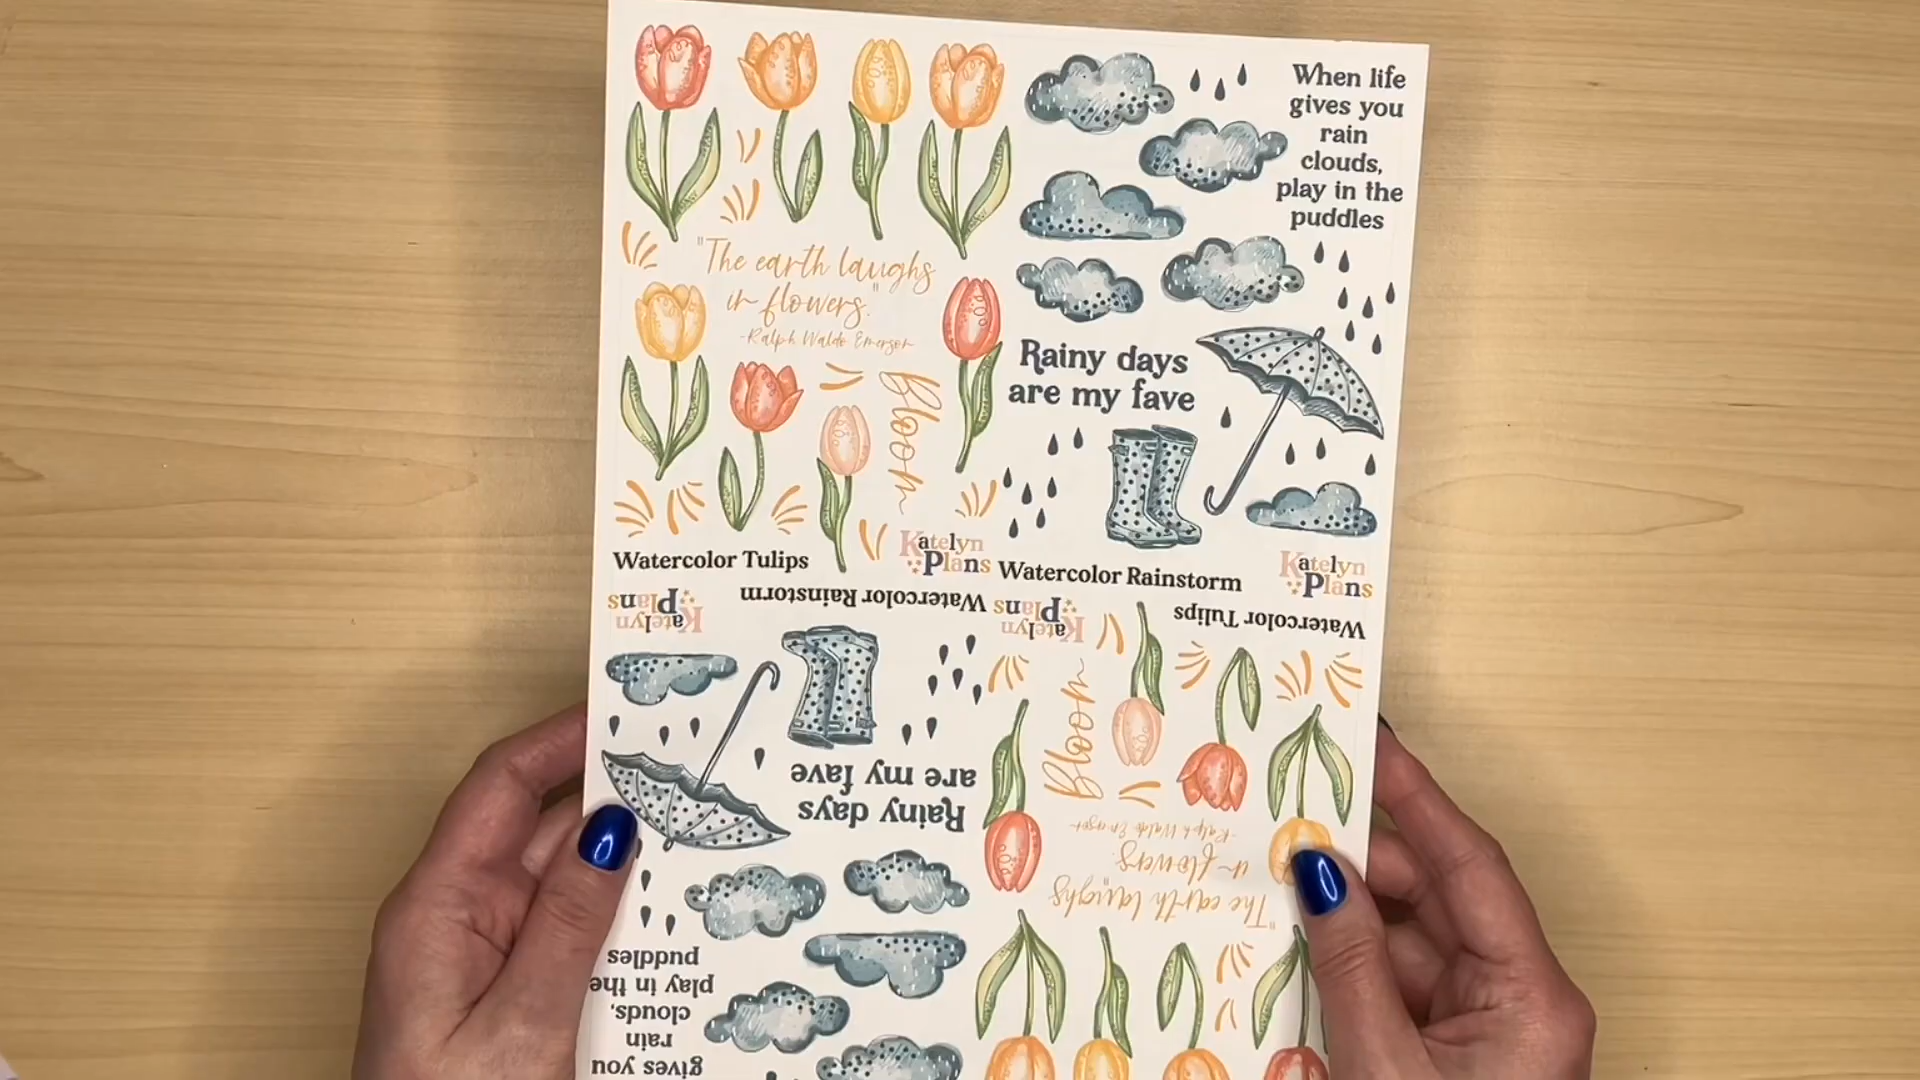 When life
gives you
rain
clouds,
play in the
puddles
"The earth laughs
in flowers."
-Ralph Waldo Emerson
Rainy days
are my fave
Bloom
Watercolor Tulips
Katelyn
Plans
Watercolor Rainstorm
Katelyn
Plans
Watercolor Rainstorm
Katelyn
Plans
Watercolor Tulips
Katelyn
Plans
Bloom
Rainy days
are my fave
"The earth laughs
in flowers."
-Ralph Waldo Emerson
gives you
rain
clouds,
play in the
puddles